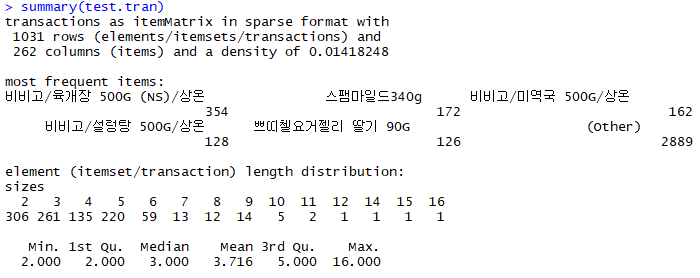 > summary(test.tran)
transactions as itemMatrix in sparse format with
1031 rows (elements/itemsets/transactions) and
262 columns (items) and a density of 0.01418248
most frequent items:
비비고/육개장 500G (NS)/상온 스팸마일드340g 비비고/미역국 500G/상온
354 172 162
비비고/설렁탕 500G/상온 쁘띠첼요거젤리 딸기 90G (Other)
128 126 2889
element (itemset/transaction) length distribution:
sizes
2 3 4 5 6 7 8 9 10 11 12 14 15 16
306 261 135 220 59 13 12 14 5 2 1 1 1 1
Min. 1st Qu. Median Mean 3rd Qu. Max.
2.000 2.000 3.000 3.716 5.000 16.000